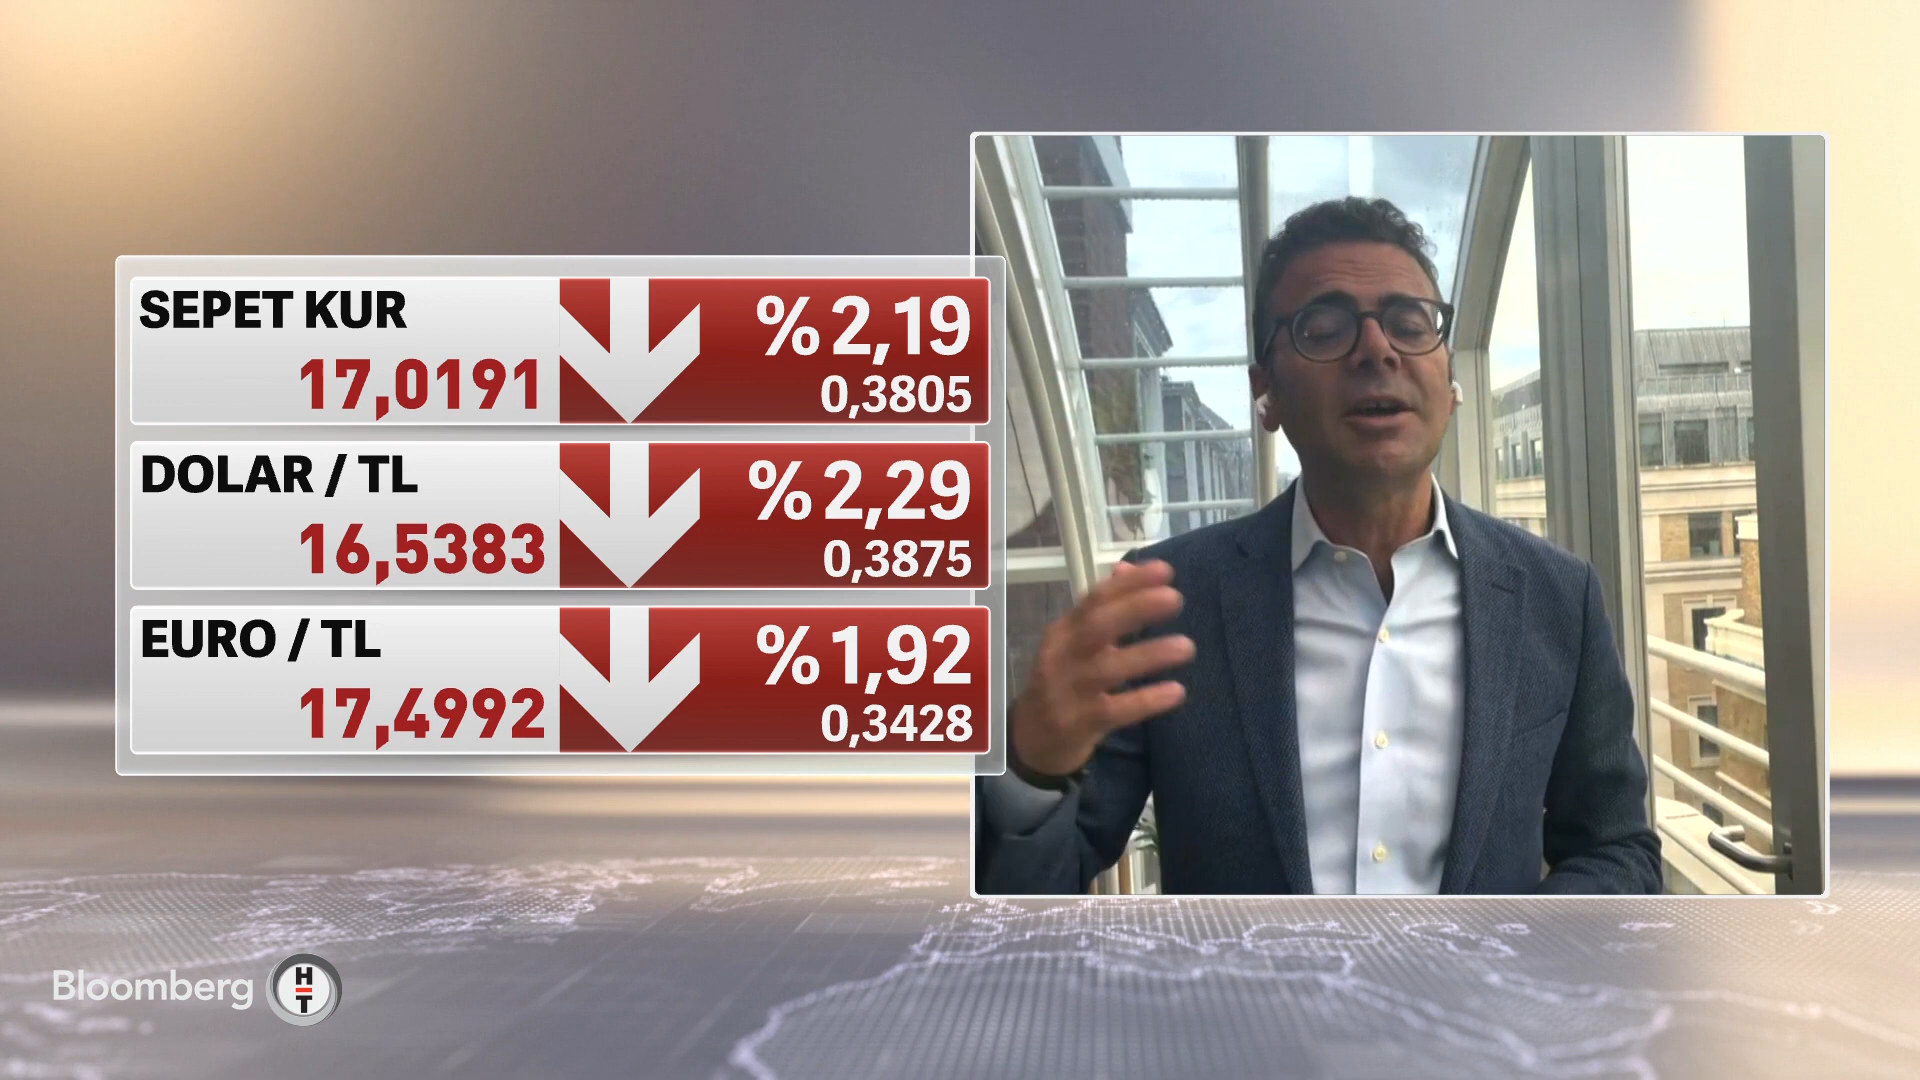 SEPET KUR
17,0191
%2,19
0,3805
DOLAR / TL
16,5383
%2,29
0,3875
EURO / TL
17,4992
%1,92
0,3428
Bloomberg HT